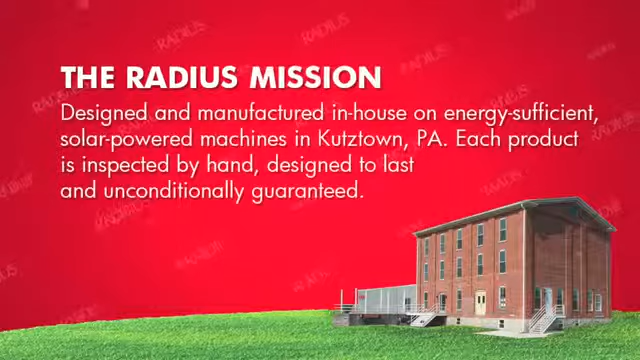 THE RADIUS MISSION
Designed and manufactured in-house on energy-sufficient,
solar-powered machines in Kutztown, PA. Each product
is inspected by hand, designed to last
and unconditionally guaranteed.